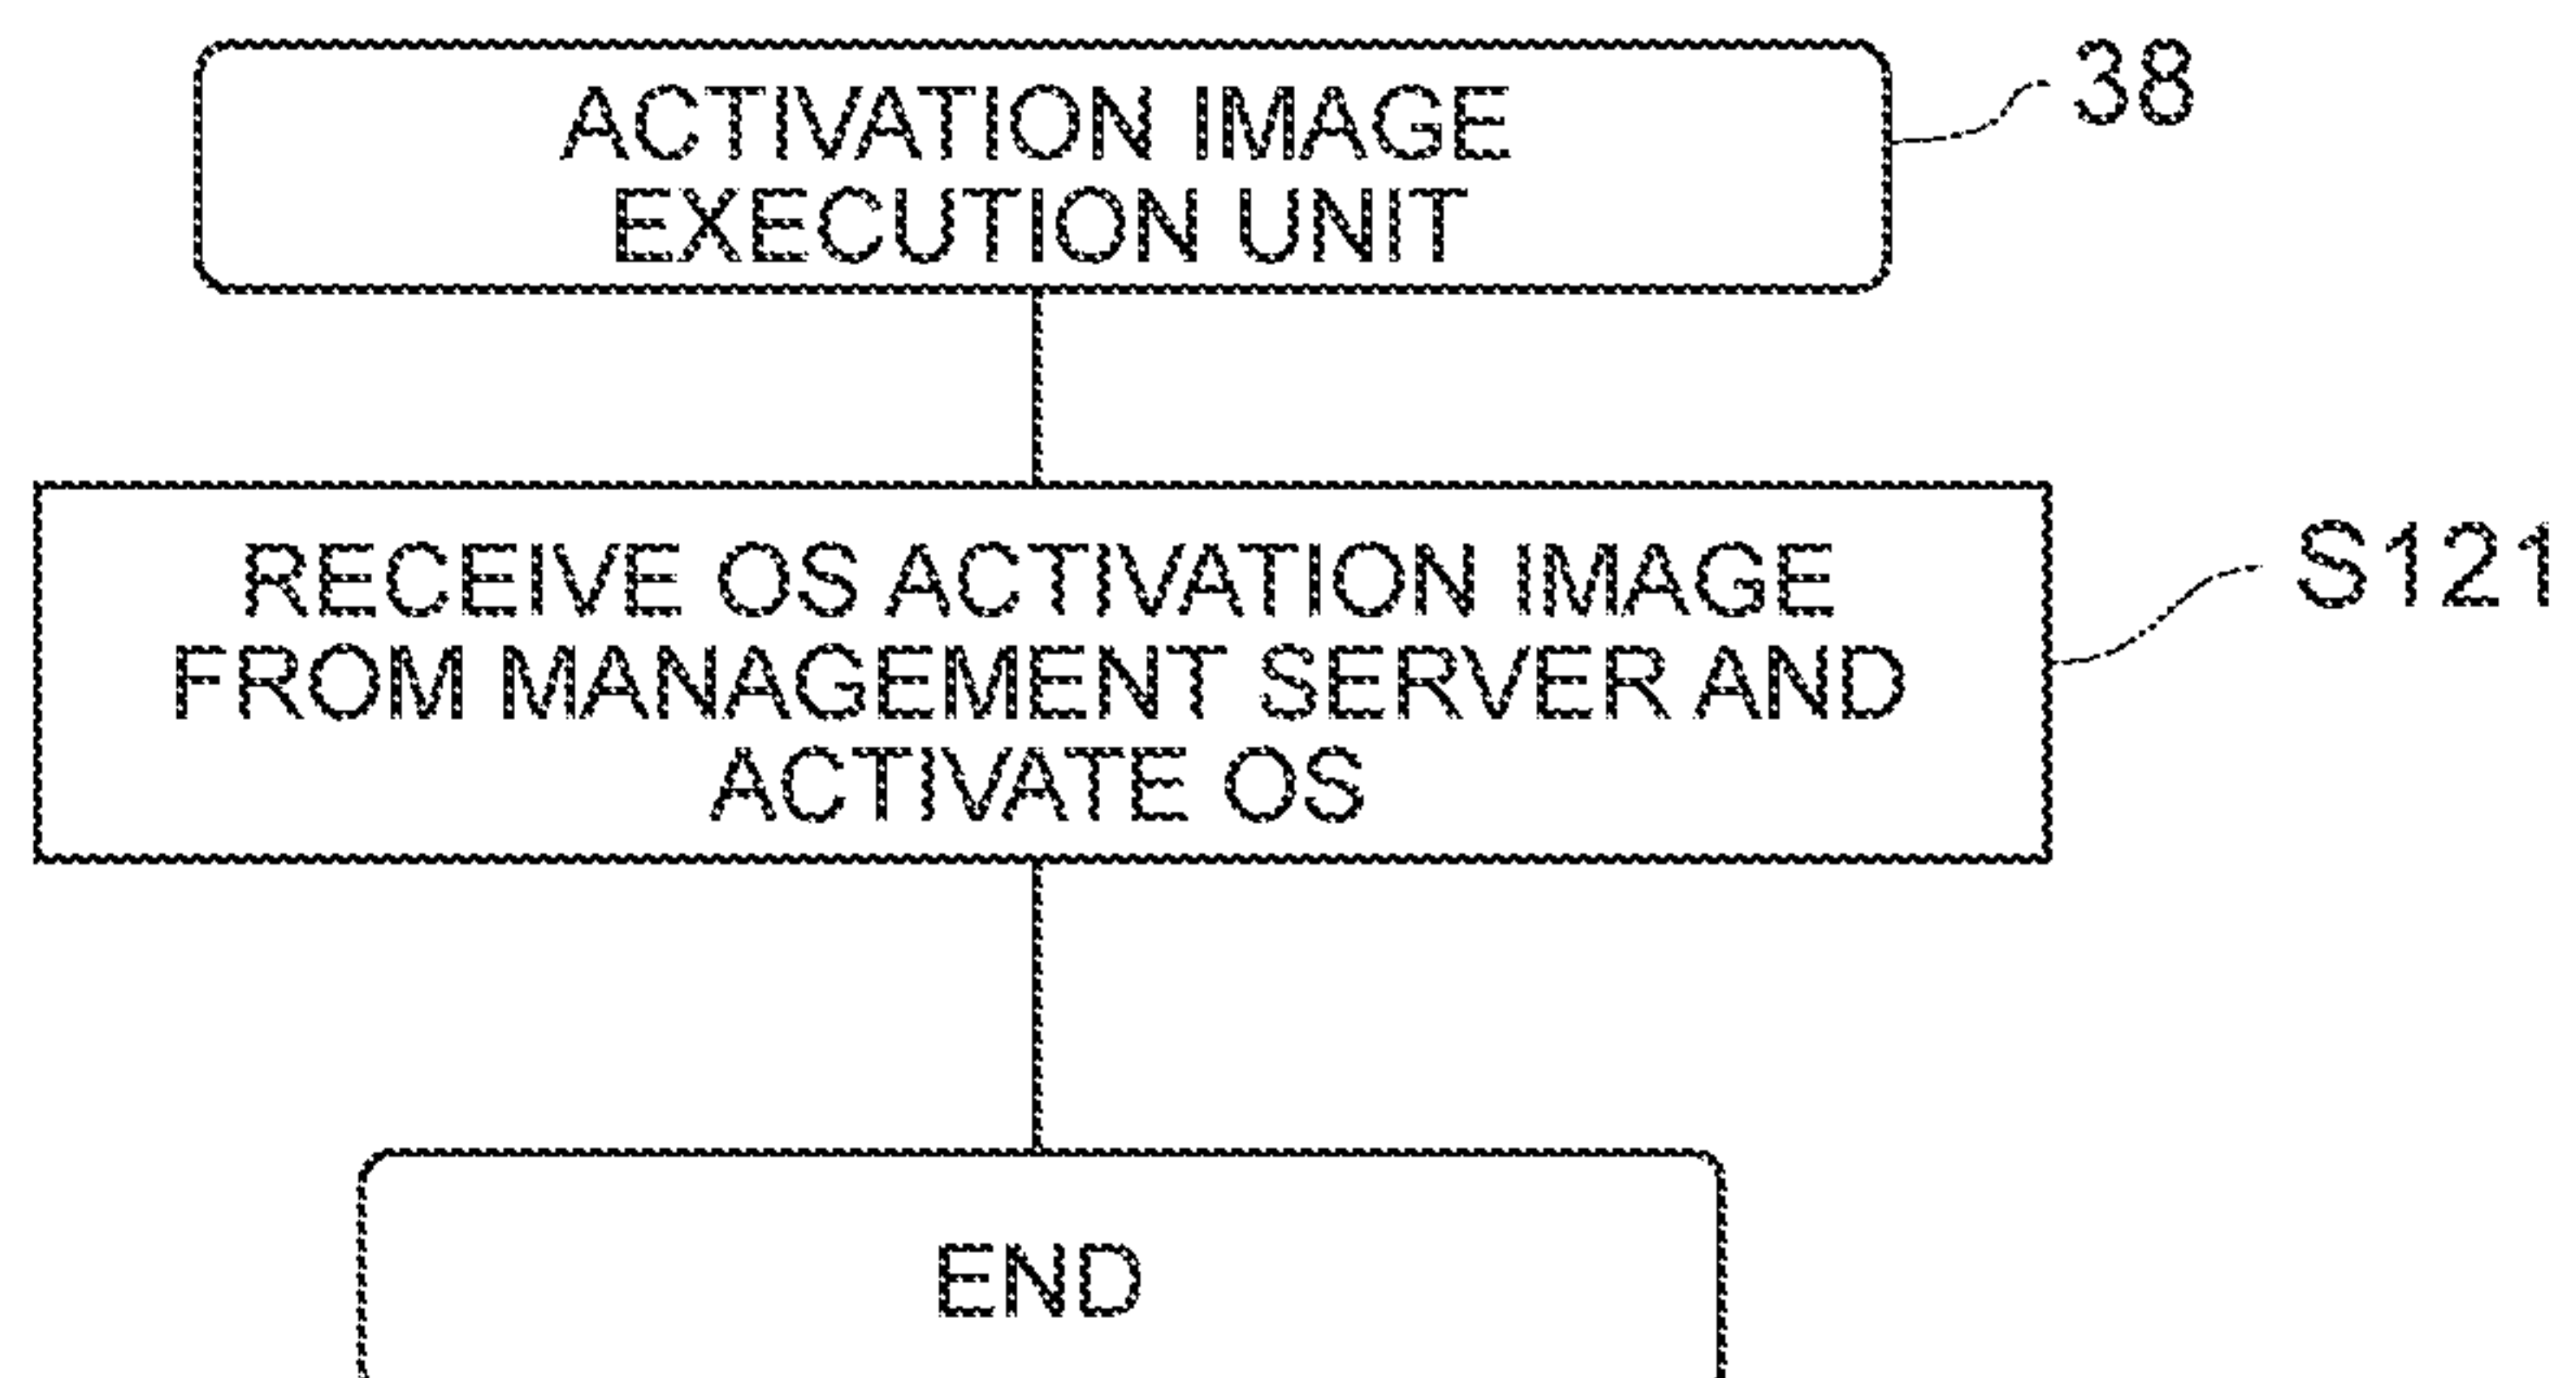 ACTIVATION IMAGE
EXECUTION UNIT
38
RECEIVE OS ACTIVATION IMAGE
FROM MANAGEMENT SERVER AND
ACTIVATE OS
S121
END